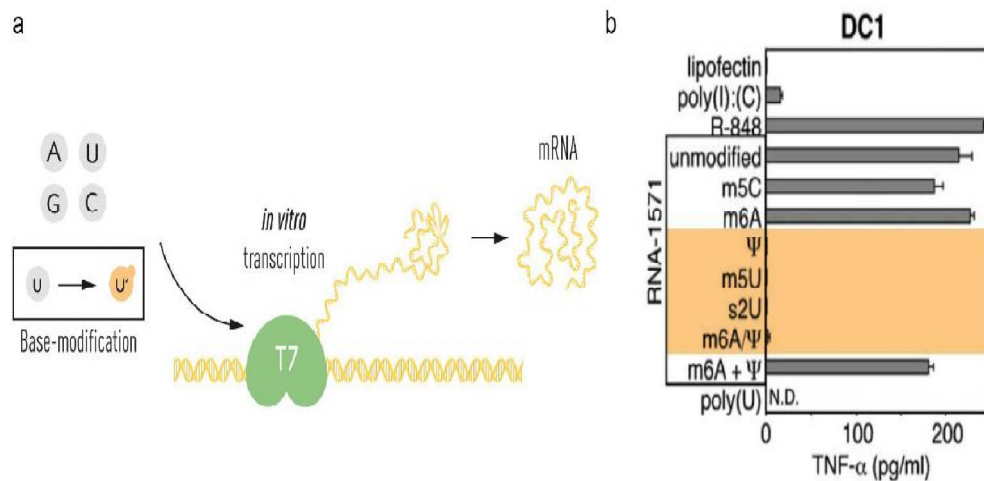 a
A U
G C
U U'
Base-modification
in vitro
transcription
T7
mRNA
b
DC1
lipofectin
poly(I):(C)
R-848
RNA-1571
unmodified
m5C
m6A
Ψ
m5U
s2U
m6A/Ψ
m6A + Ψ
poly(U)
N.D.
0 100 200
TNF-α (pg/ml)